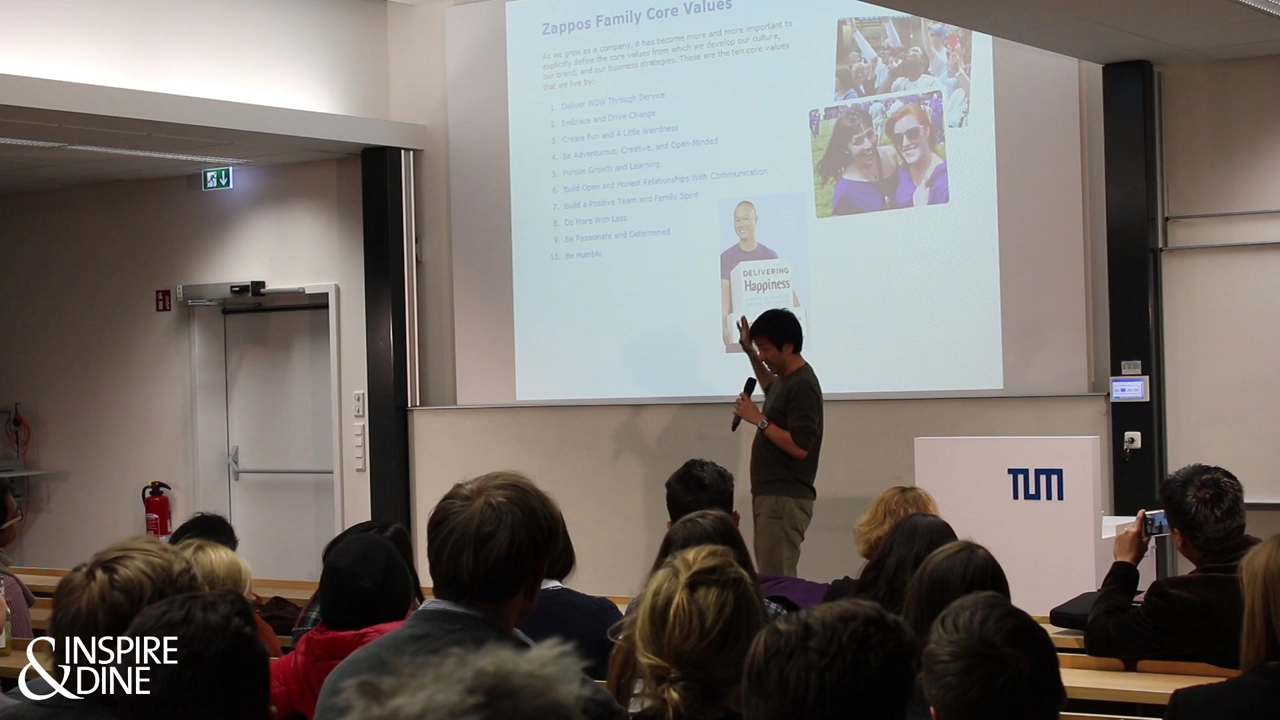 Zappos Family Core Values
As we grow as a company, it has become more and more important to
explicitly define the core values from which we develop our culture,
our brand, and our business strategies. These are the ten core values
that we live by:
1. Deliver WOW Through Service
2. Embrace and Drive Change
3. Create Fun and A Little Weirdness
4. Be Adventurous, Creative, and Open-Minded
5. Pursue Growth and Learning
6. Build Open and Honest Relationships With Communication
7. Build a Positive Team and Family Spirit
8. Do More With Less
9. Be Passionate and Determined
10. Be Humble
DELIVERING
Happiness
TUM
& INSPIRE
DINE